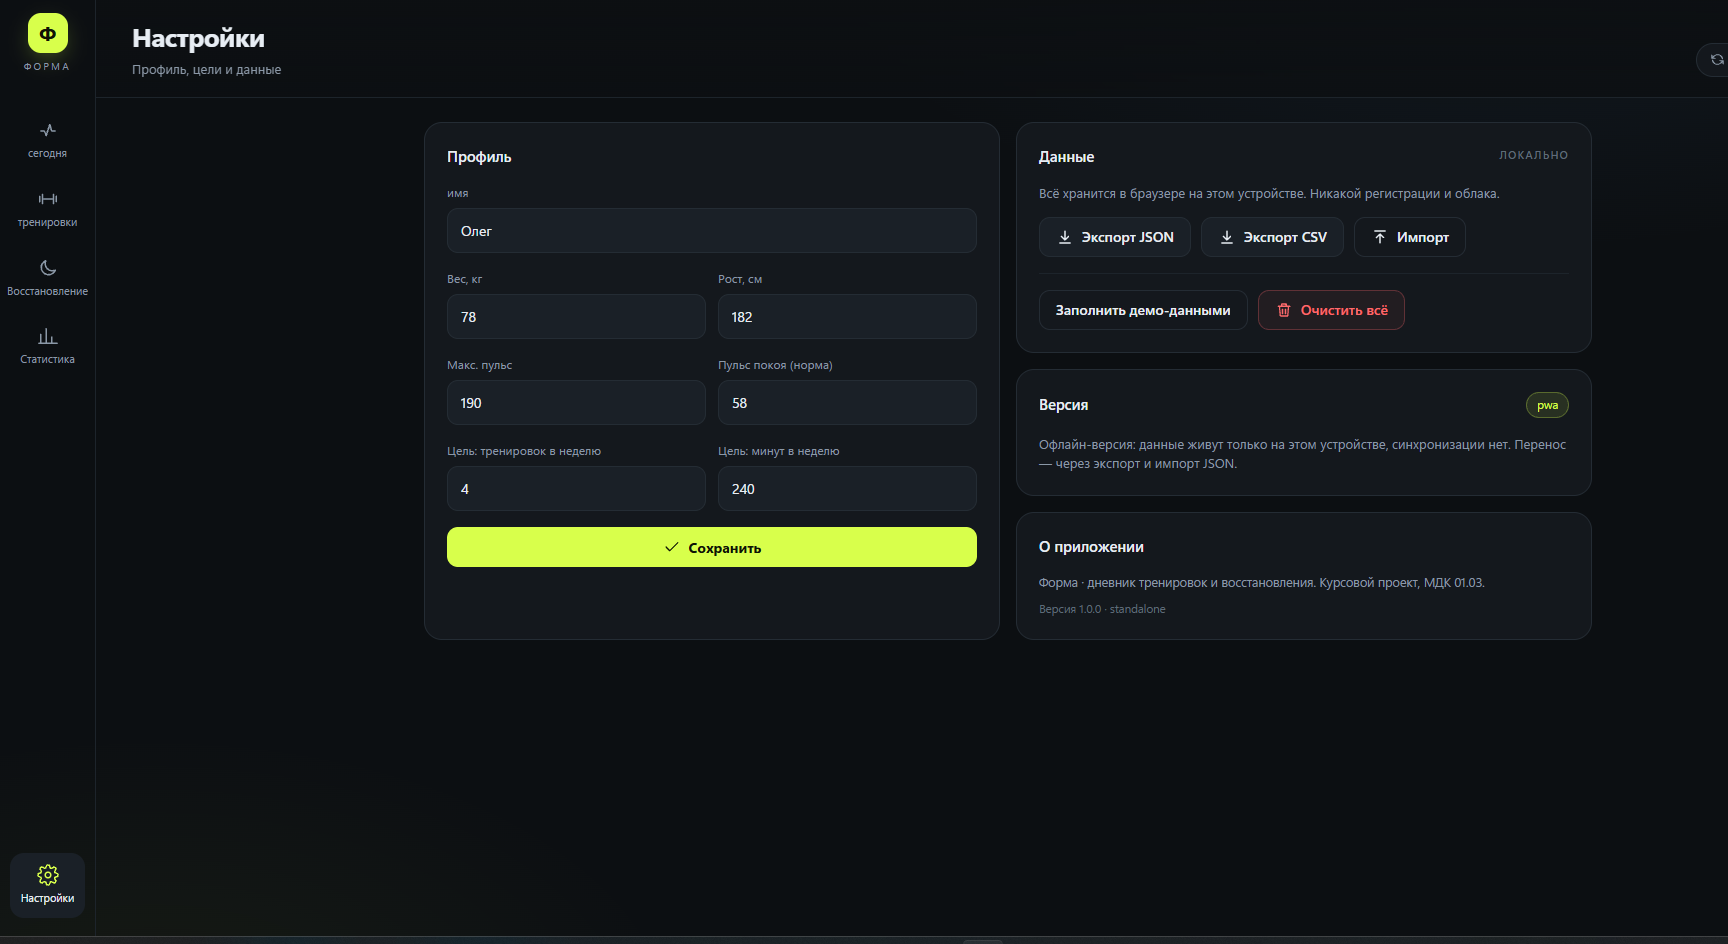 Ф
ФОРМА
сегодня
тренировки
Восстановление
Статистика
Настройки
Настройки
Профиль, цели и данные
Профиль
имя
Олег
Вес, кг
Рост, см
78
182
Макс. пульс
Пульс покоя (норма)
190
58
Цель: тренировок в неделю
Цель: минут в неделю
4
240
Сохранить
Данные
ЛОКАЛЬНО
Всё хранится в браузере на этом устройстве. Никакой регистрации и облака.
Экспорт JSON
Экспорт CSV
Импорт
Заполнить демо-данными
Очистить всё
Версия
pwa
Офлайн-версия: данные живут только на этом устройстве, синхронизации нет. Перенос
— через экспорт и импорт JSON.
О приложении
Форма · дневник тренировок и восстановления. Курсовой проект, МДК 01.03.
Версия 1.0.0 · standalone